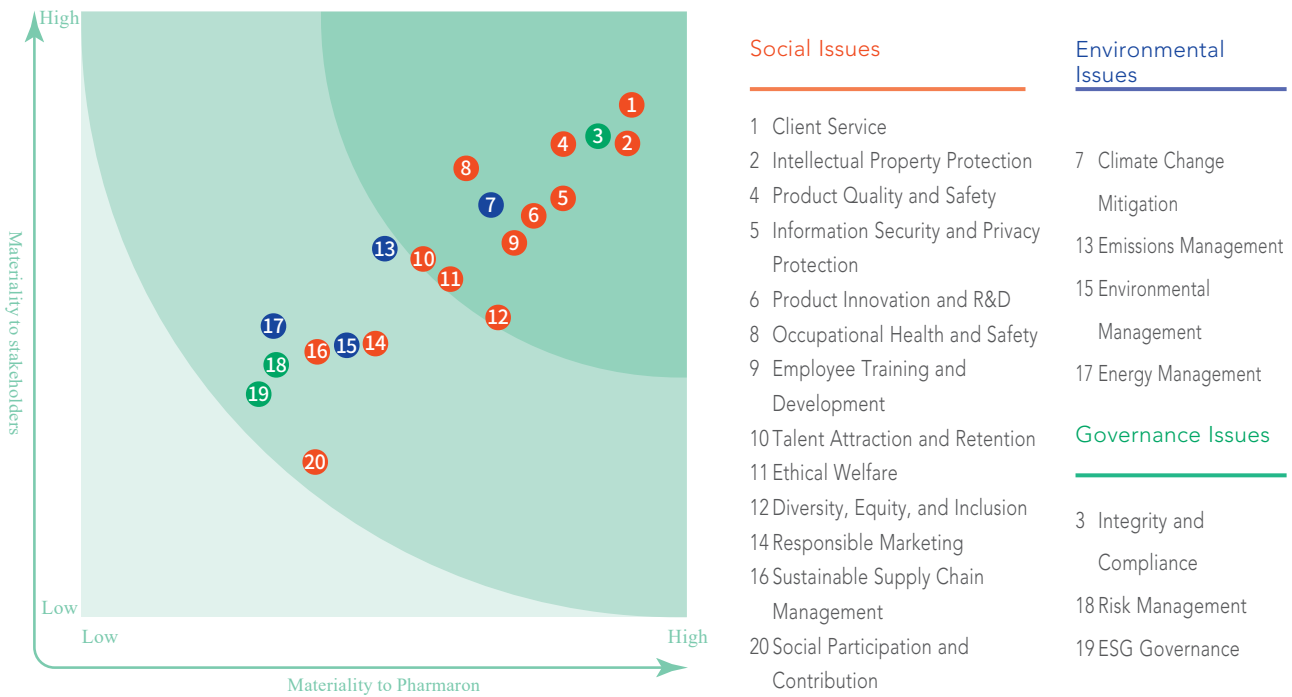 High
Materiality to stakeholders
1
3
4
2
8
5
7
6
9
13
10
11
12
17
14
15
16
18
19
20
Low
Low
High
Materiality to Pharmaron
Social Issues
1 Client Service
2 Intellectual Property Protection
4 Product Quality and Safety
5 Information Security and Privacy
Protection
6 Product Innovation and R&D
8 Occupational Health and Safety
9 Employee Training and
Development
10 Talent Attraction and Retention
11 Ethical Welfare
12 Diversity, Equity, and Inclusion
14 Responsible Marketing
16 Sustainable Supply Chain
Management
20 Social Participation and
Contribution
Environmental
Issues
7 Climate Change
Mitigation
13 Emissions Management
15 Environmental
Management
17 Energy Management
Governance Issues
3 Integrity and
Compliance
18 Risk Management
19 ESG Governance